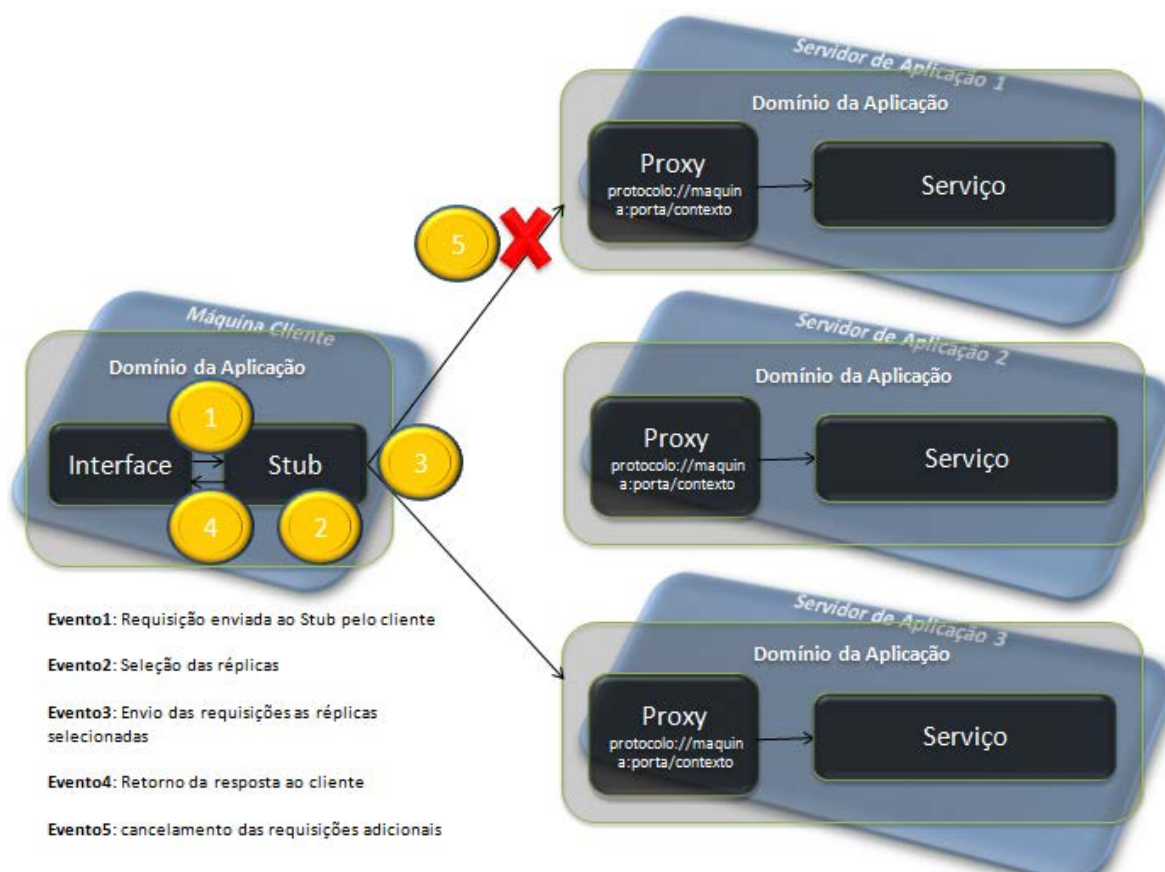 Servidor de Aplicação 1
Domínio da Aplicação
Proxy
protocolo://maquin
a:porta/contexto
Serviço
5
Máquina Cliente
Domínio da Aplicação
1
Interface
Stub
3
4
2
Servidor de Aplicação 2
Domínio da Aplicação
Proxy
protocolo://maquin
a:porta/contexto
Serviço
Servidor de Aplicação 3
Domínio da Aplicação
Proxy
protocolo://maquin
a:porta/contexto
Serviço
Evento1: Requisição enviada ao Stub pelo cliente
Evento2: Seleção das réplicas
Evento3: Envio das requisições as réplicas
selecionadas
Evento4: Retorno da resposta ao cliente
Evento5: cancelamento das requisições adicionais